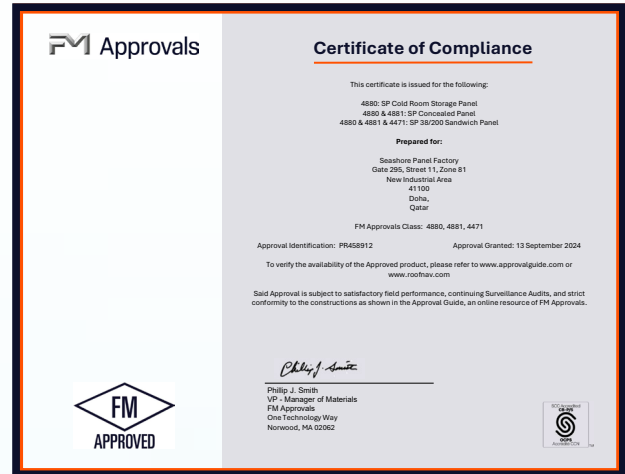 FM Approvals
Certificate of Compliance
This certificate is issued for the following:
4880: SP Cold Room Storage Panel
4880 & 4881: SP Concealed Panel
4880 & 4881 & 4471: SP 38/200 Sandwich Panel
Prepared for:
Seashore Panel Factory
Gate 295, Street 11, Zone 81
New Industrial Area
41100
Doha,
Qatar
FM Approvals Class: 4880, 4881, 4471
Approval Identification: PR458912 Approval Granted: 13 September 2024
To verify the availability of the Approved product, please refer to www.approvalguide.com or
www.roofnav.com
Said Approval is subject to satisfactory field performance, continuing Surveillance Audits, and strict
conformity to the constructions as shown in the Approval Guide, an online resource of FM Approvals.
Phillip J. Smith
Phillip J. Smith
VP - Manager of Materials
FM Approvals
One Technology Way
Norwood, MA 02062
FM
APPROVED
SCC Accredited
CB-P/S
OCPS